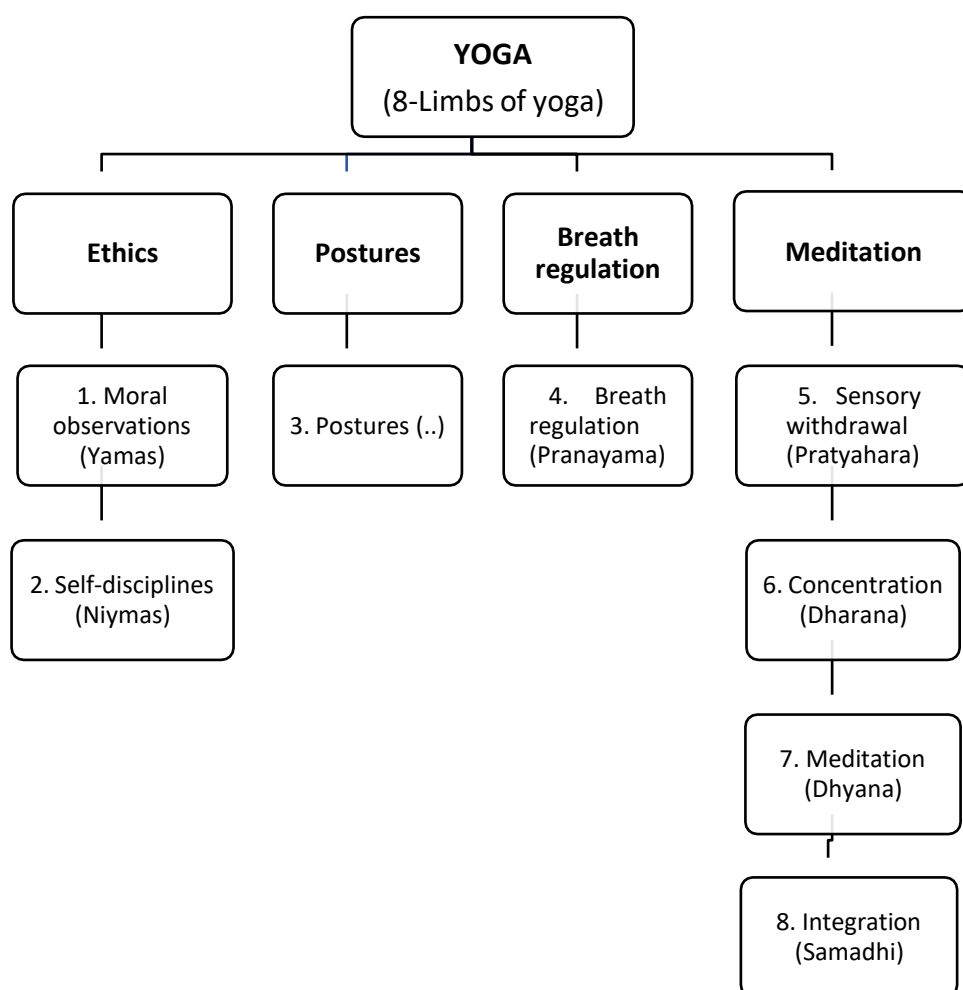 YOGA
(8-Limbs of yoga)
Ethics
Postures
Breath
regulation
Meditation
1. Moral
observations
(Yamas)
3. Postures (..)
4. Breath
regulation
(Pranayama)
5. Sensory
withdrawal
(Pratyahara)
2. Self-disciplines
(Niymas)
6. Concentration
(Dharana)
7. Meditation
(Dhyana)
8. Integration
(Samadhi)